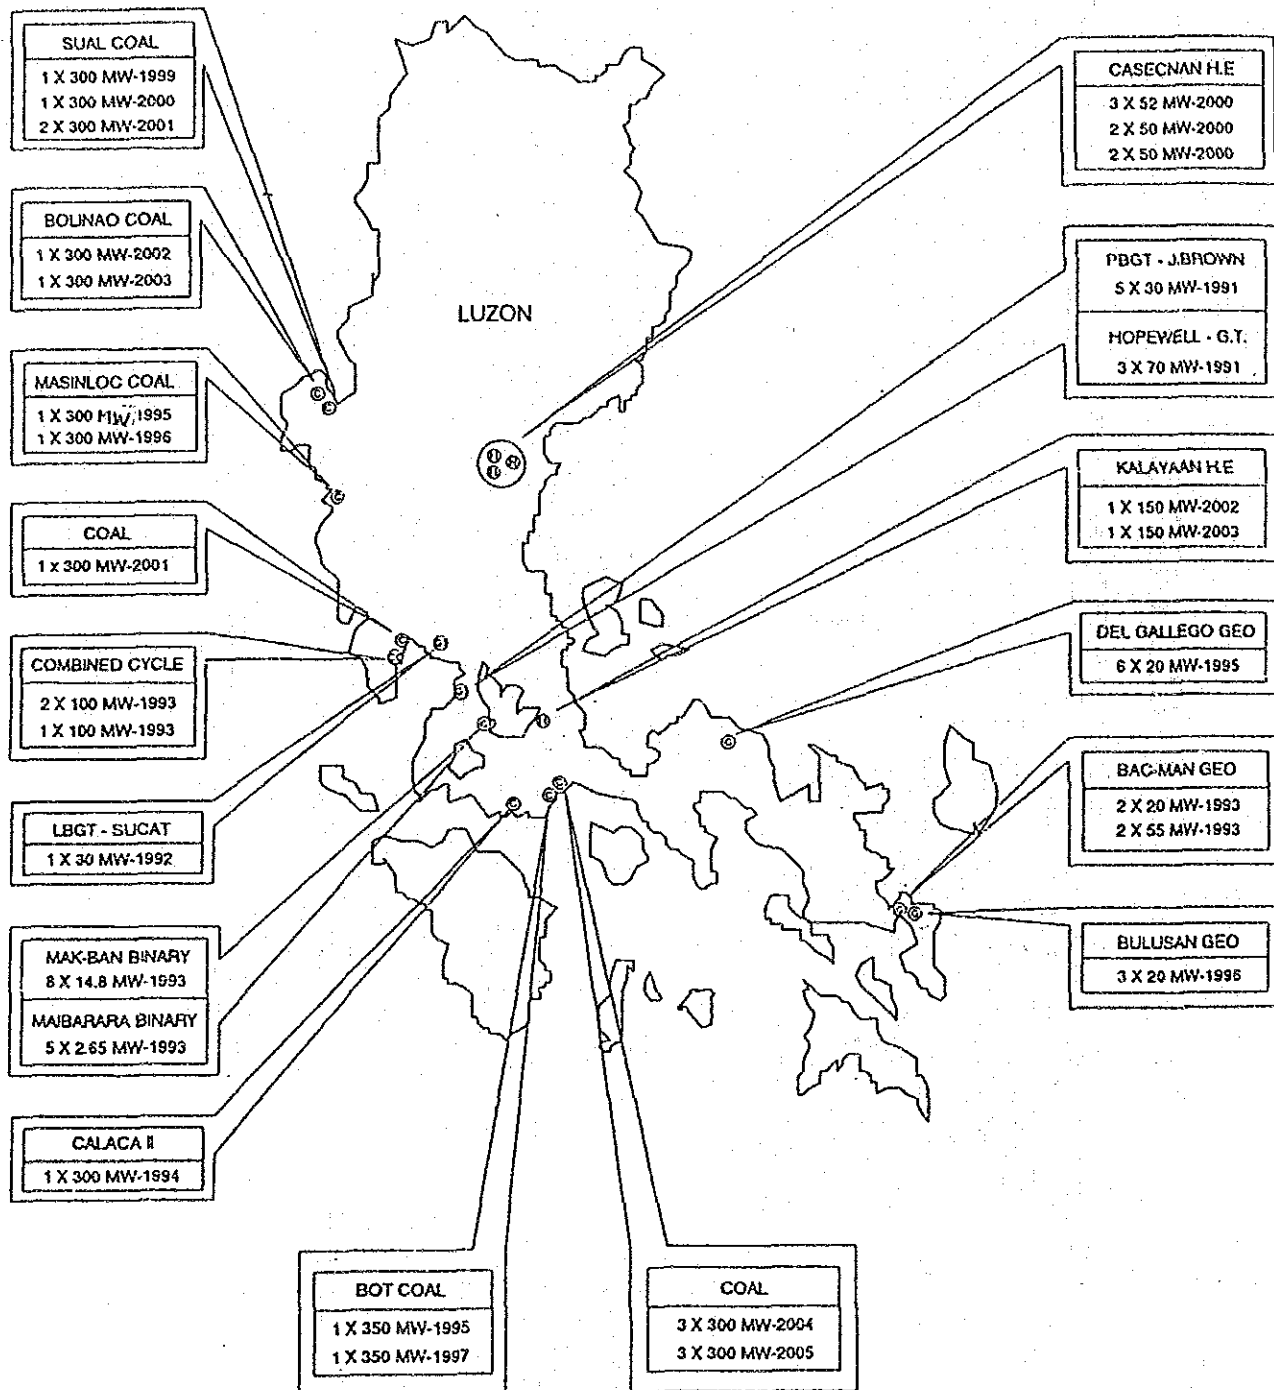 SUAL COAL
1 X 300 MW-1999
1 X 300 MW-2000
2 X 300 MW-2001
BOLINAO COAL
1 X 300 MW-2002
1 X 300 MW-2003
MASINLOC COAL
1 X 300 MW-1995
1 X 300 MW-1996
COAL
1 x 300 MW-2001
COMBINED CYCLE
2 X 100 MW-1993
1 X 100 MW-1993
LBGT - SUCAT
1 X 30 MW-1992
MAK-BAN BINARY
8 X 14.8 MW-1993
MAIBARARA BINARY
5 X 2.65 MW-1993
CALACA II
1 X 300 MW-1994
LUZON
CASECNAN H.E
3 X 52 MW-2000
2 X 50 MW-2000
2 X 50 MW-2000
PBGT - J.BROWN
5 X 30 MW-1991
HOPEWELL - G.T.
3 X 70 MW-1991
KALAYAAN H.E
1 X 150 MW-2002
1 X 150 MW-2003
DEL GALLEGO GEO
6 X 20 MW-1995
BAC-MAN GEO
2 X 20 MW-1993
2 X 55 MW-1993
BULUSAN GEO
3 X 20 MW-1996
BOT COAL
1 X 350 MW-1995
1 X 350 MW-1997
COAL
3 X 300 MW-2004
3 X 300 MW-2005